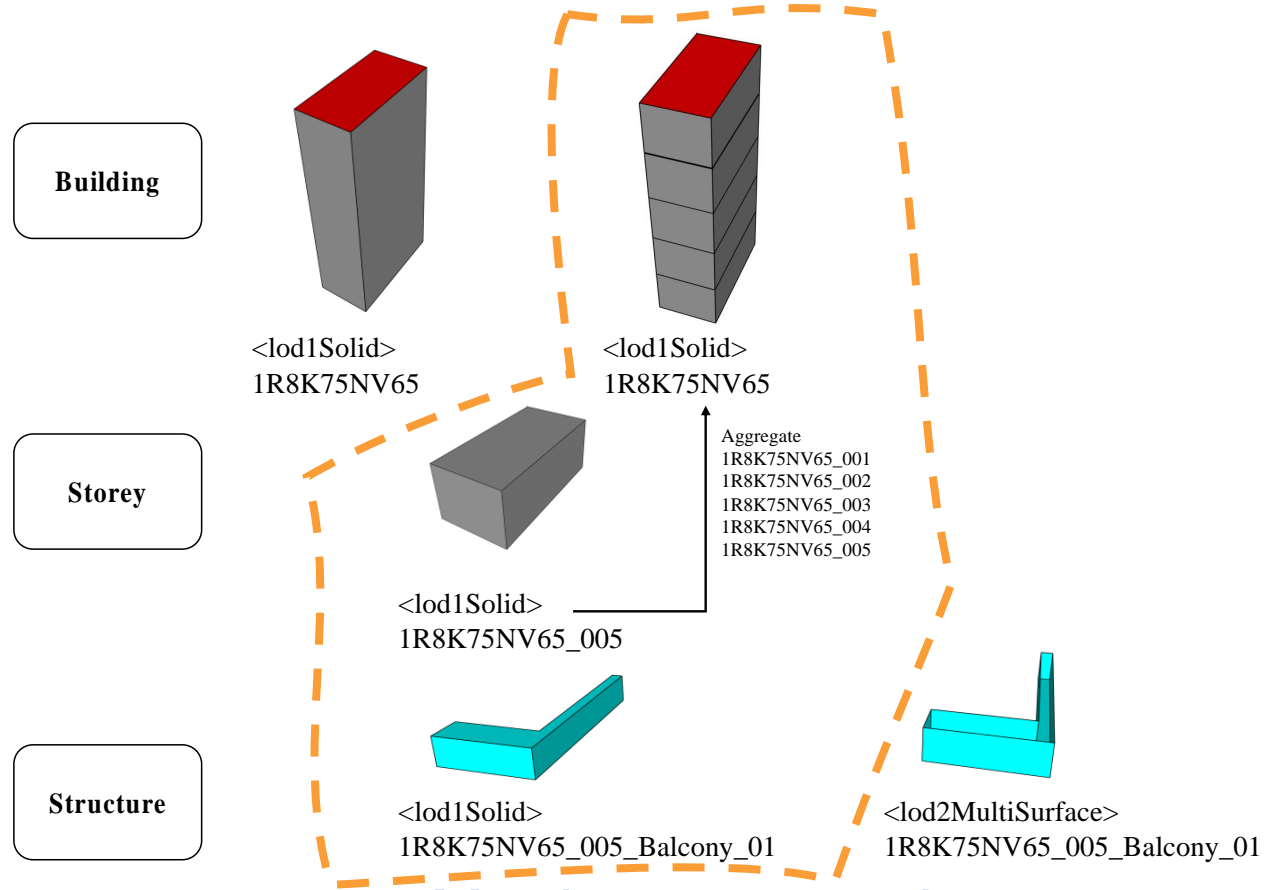 Building
<lod1Solid>
1R8K75NV65
<lod1Solid>
1R8K75NV65
Storey
Aggregate
1R8K75NV65_001
1R8K75NV65_002
1R8K75NV65_003
1R8K75NV65_004
1R8K75NV65_005
<lod1Solid>
1R8K75NV65_005
Structure
<lod1Solid>
1R8K75NV65_005_Balcony_01
<lod2MultiSurface>
1R8K75NV65_005_Balcony_01